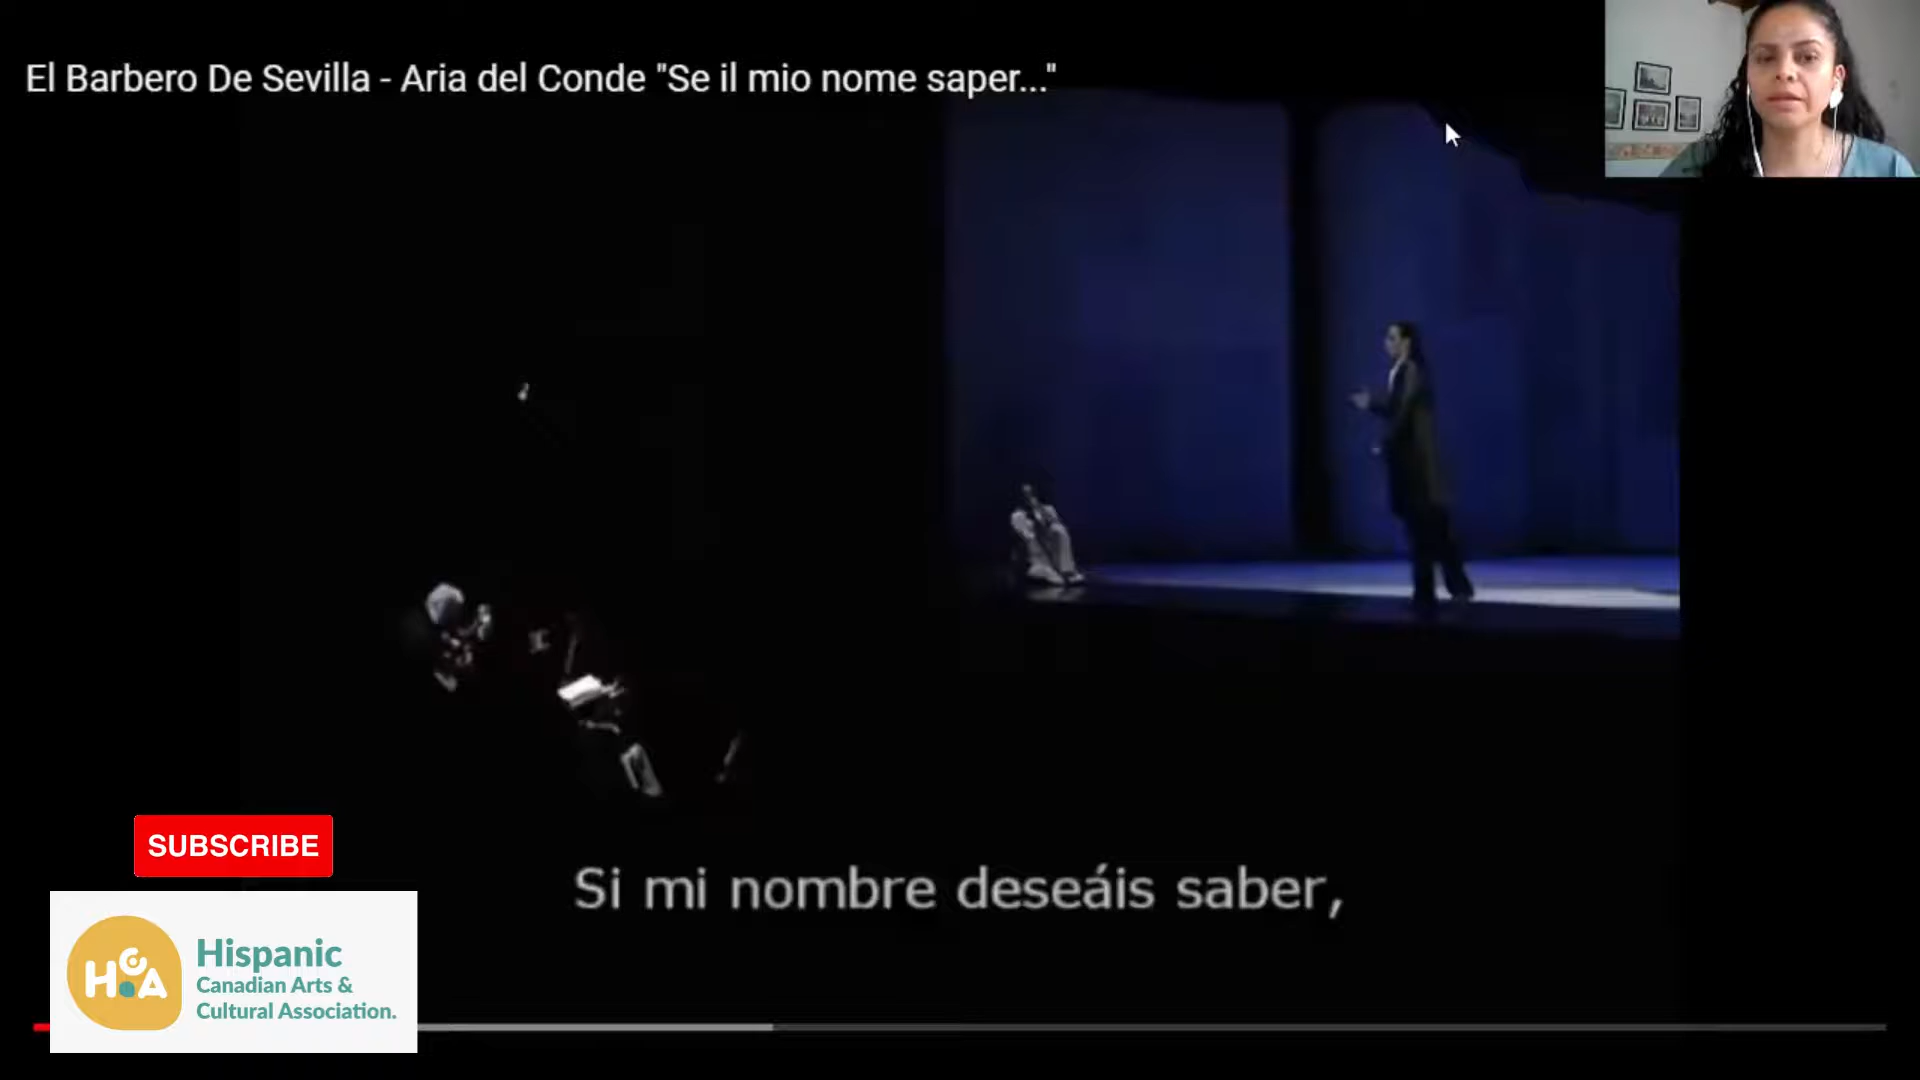 El Barbero De Sevilla - Aria del Conde "Se il mio nome saper..."
SUBSCRIBE
Si mi nombre deseáis saber,
HCA
Hispanic
Canadian Arts &
Cultural Association.